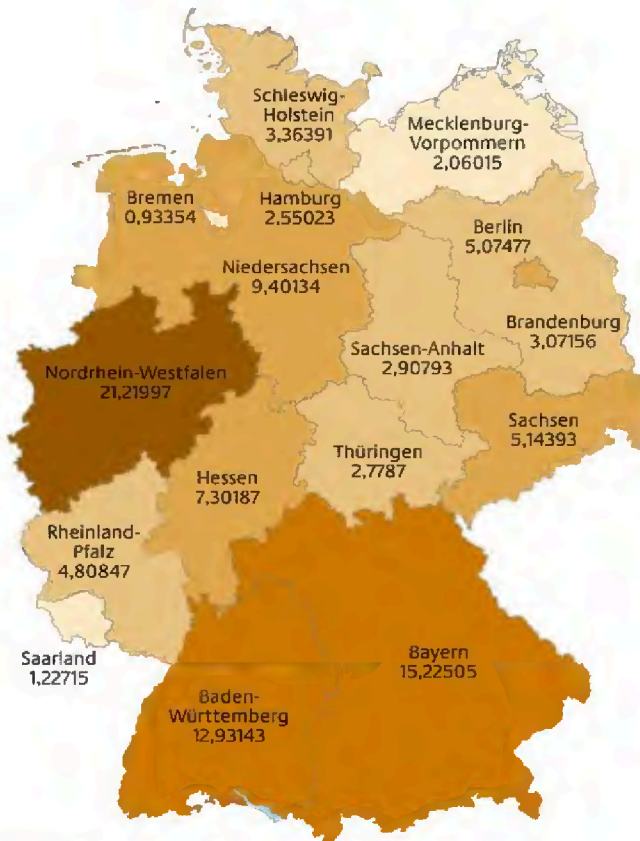 Schleswig-
Holstein
3,36391
Mecklenburg-
Vorpommern
2,06015
Bremen
0,93354
Hamburg
2,55023
Berlin
5,07477
Niedersachsen
9,40134
Brandenburg
3,07156
Sachsen-Anhalt
2,90793
Nordrhein-Westfalen
21,21997
Sachsen
5,14393
Thüringen
2,7787
Hessen
7,30187
Rheinland-
Pfalz
4,80847
Saarland
1,22715
Bayern
15,22505
Baden-
Württemberg
12,93143